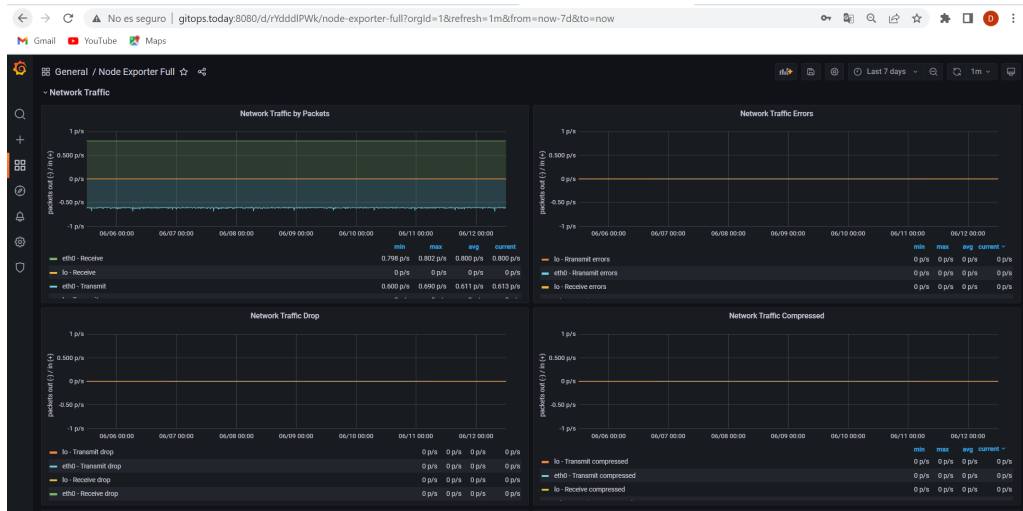 No es seguro | gitops.today:8080/d/rYdddlPWk/node-exporter-full?orgId=1&refresh=1m&from=now-7d&to=now
D
Gmail YouTube Maps
General / Node Exporter Full
Last 7 days 1m
Network Traffic
Network Traffic by Packets
packets out (-) / in (+)
1 p/s
0.500 p/s
0 p/s
-0.50 p/s
-1 p/s
06/06 00:00 06/07 00:00 06/08 00:00 06/09 00:00 06/10 00:00 06/11 00:00 06/12 00:00
min max avg current
eth0 - Receive 0.798 p/s 0.802 p/s 0.800 p/s 0.800 p/s
lo - Receive 0 p/s 0 p/s 0 p/s 0 p/s
eth0 - Transmit 0.600 p/s 0.690 p/s 0.611 p/s 0.613 p/s
Network Traffic Errors
packets out (-) / in (+)
1 p/s
0.500 p/s
0 p/s
-0.50 p/s
-1 p/s
06/06 00:00 06/07 00:00 06/08 00:00 06/09 00:00 06/10 00:00 06/11 00:00 06/12 00:00
min max avg current
lo - Rransmit errors 0 p/s 0 p/s 0 p/s 0 p/s
eth0 - Rransmit errors 0 p/s 0 p/s 0 p/s 0 p/s
lo - Receive errors 0 p/s 0 p/s 0 p/s 0 p/s
Network Traffic Drop
packets out (-) / in (+)
1 p/s
0.500 p/s
0 p/s
-0.50 p/s
-1 p/s
06/06 00:00 06/07 00:00 06/08 00:00 06/09 00:00 06/10 00:00 06/11 00:00 06/12 00:00
lo - Transmit drop 0 p/s 0 p/s 0 p/s 0 p/s
eth0 - Transmit drop 0 p/s 0 p/s 0 p/s 0 p/s
lo - Receive drop 0 p/s 0 p/s 0 p/s 0 p/s
eth0 - Receive drop 0 p/s 0 p/s 0 p/s 0 p/s
Network Traffic Compressed
packets out (-) / in (+)
1 p/s
0.500 p/s
0 p/s
-0.50 p/s
-1 p/s
06/06 00:00 06/07 00:00 06/08 00:00 06/09 00:00 06/10 00:00 06/11 00:00 06/12 00:00
min max avg current
lo - Transmit compressed 0 p/s 0 p/s 0 p/s 0 p/s
eth0 - Transmit compressed 0 p/s 0 p/s 0 p/s 0 p/s
lo - Receive compressed 0 p/s 0 p/s 0 p/s 0 p/s